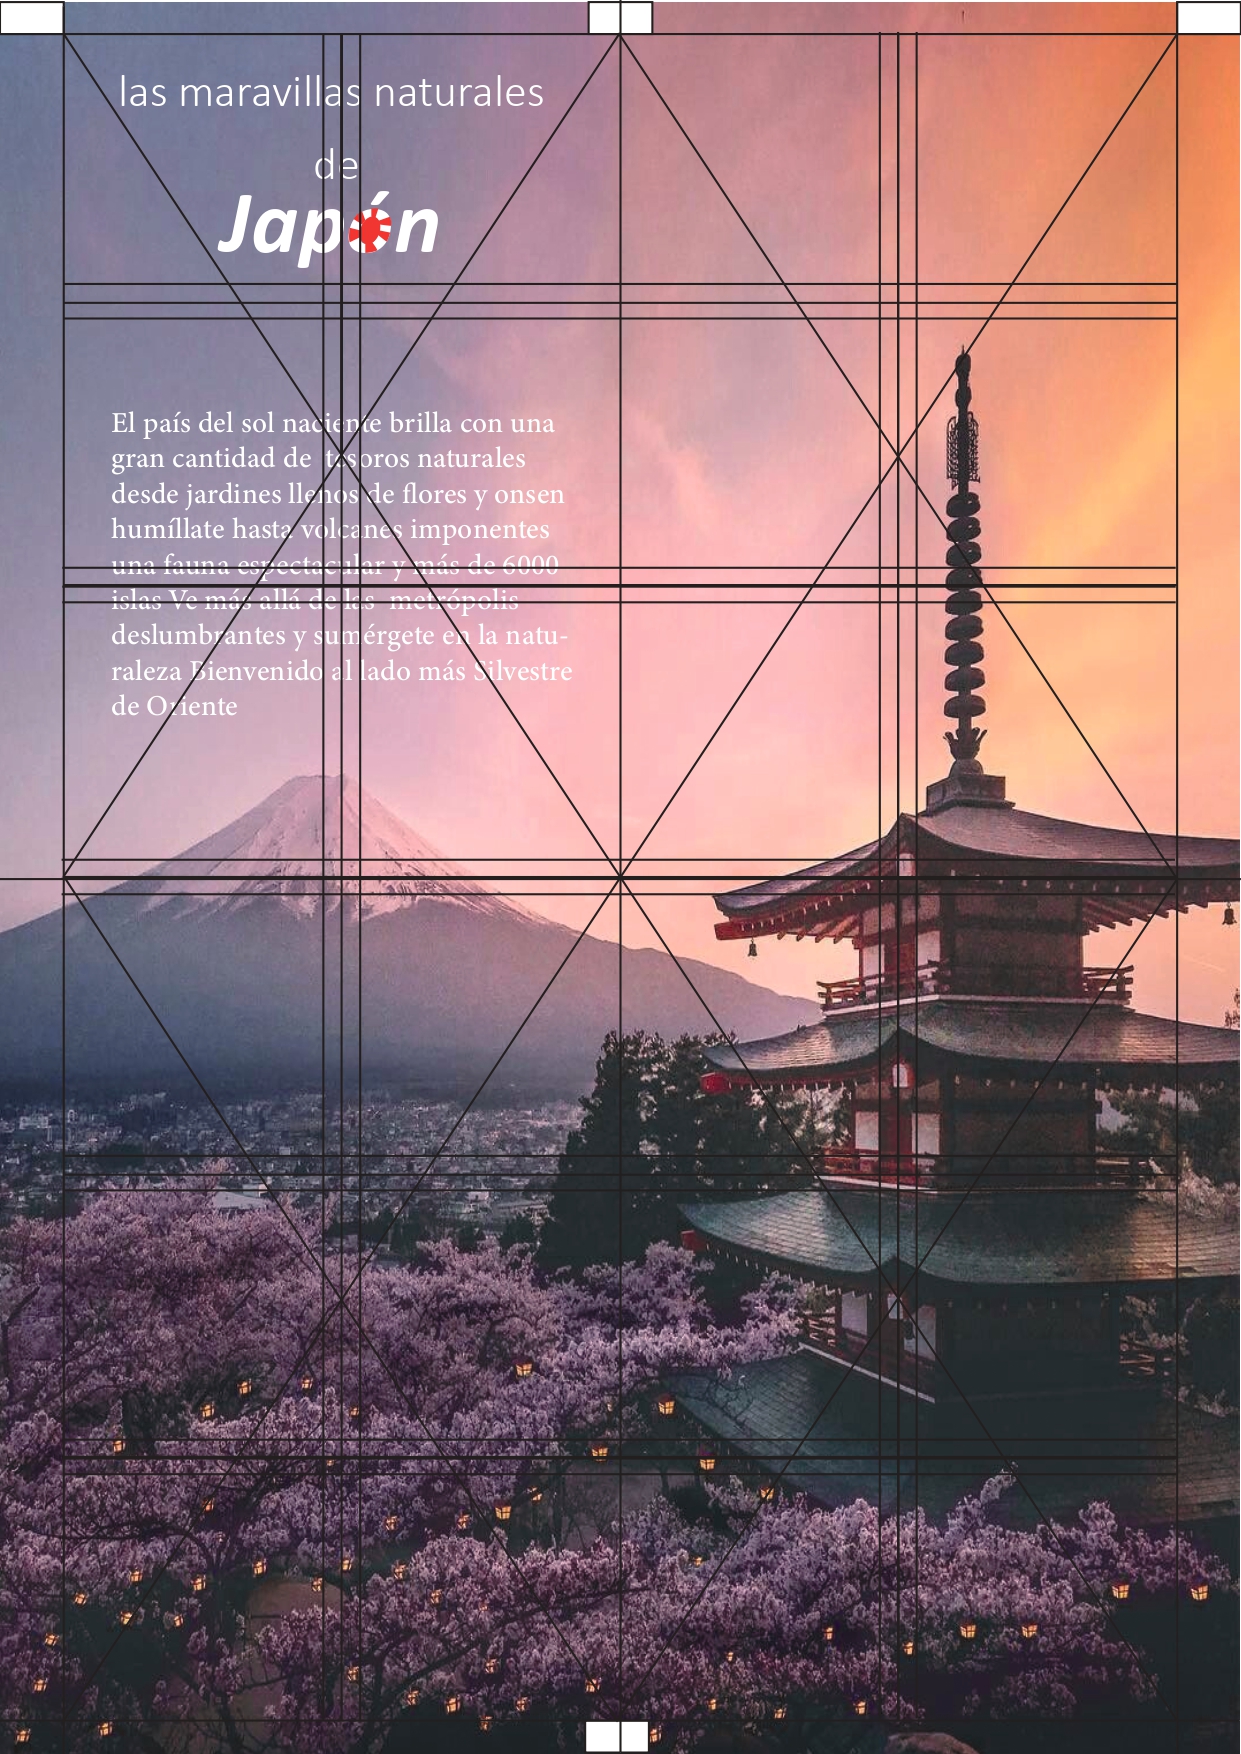 las maravillas naturales
de
Japón
El país del sol naciente brilla con una
gran cantidad de  tesoros naturales
desde jardines llenos de flores y onsen
humíllate hasta volcanes imponentes
una fauna espectacular y más de 6000
islas Ve más allá de las  metrópolis
deslumbrantes y sumérgete en la natu-
raleza Bienvenido al lado más Silvestre
de Oriente